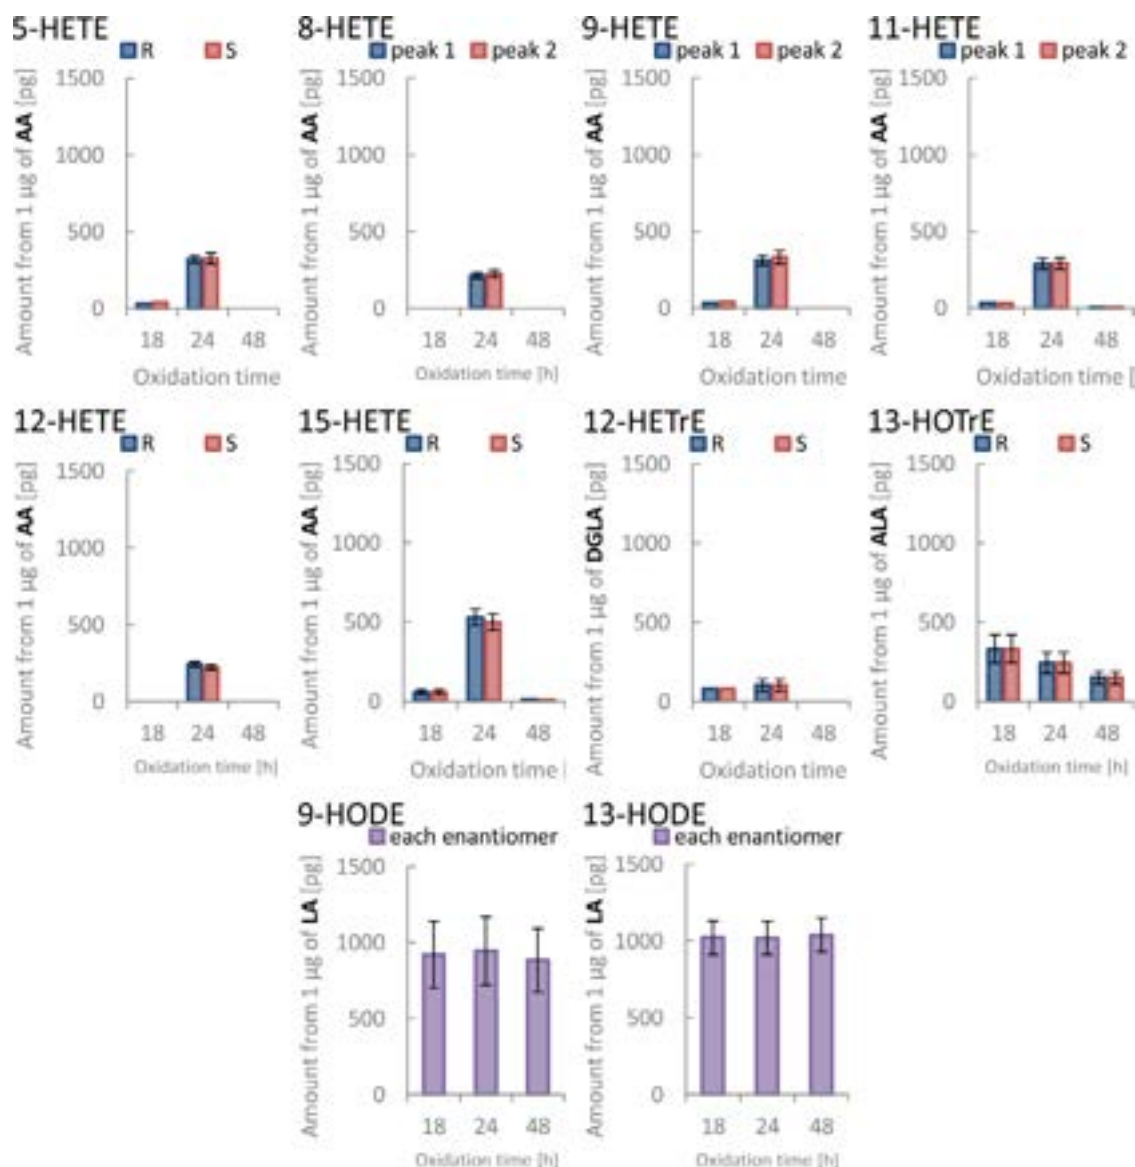 5-HETE
R S
Amount from 1 µg of AA [pg]
1500
1000
500
0
18 24 48
Oxidation time
8-HETE
peak 1 peak 2
Amount from 1 µg of AA [pg]
1500
1000
500
0
18 24 48
Oxidation time [h]
9-HETE
peak 1 peak 2
Amount from 1 µg of AA [pg]
1500
1000
500
0
18 24 48
Oxidation time
11-HETE
peak 1 peak 2
Amount from 1 µg of AA [pg]
1500
1000
500
0
18 24 48
Oxidation time [
12-HETE
R S
Amount from 1 µg of AA [pg]
1500
1000
500
0
18 24 48
Oxidation time [h]
15-HETE
R S
Amount from 1 µg of AA [pg]
1500
1000
500
0
18 24 48
Oxidation time
12-HETrE
R S
Amount from 1 µg of DGLA [pg]
1500
1000
500
0
18 24 48
Oxidation time
13-HOTrE
R S
Amount from 1 µg of ALA [pg]
1500
1000
500
0
18 24 48
Oxidation time [h]
9-HODE
each enantiomer
Amount from 1 µg of LA [pg]
1500
1000
500
0
18 24 48
Oxidation time [h]
13-HODE
each enantiomer
Amount from 1 µg of LA [pg]
1500
1000
500
0
18 24 48
Oxidation time [h]